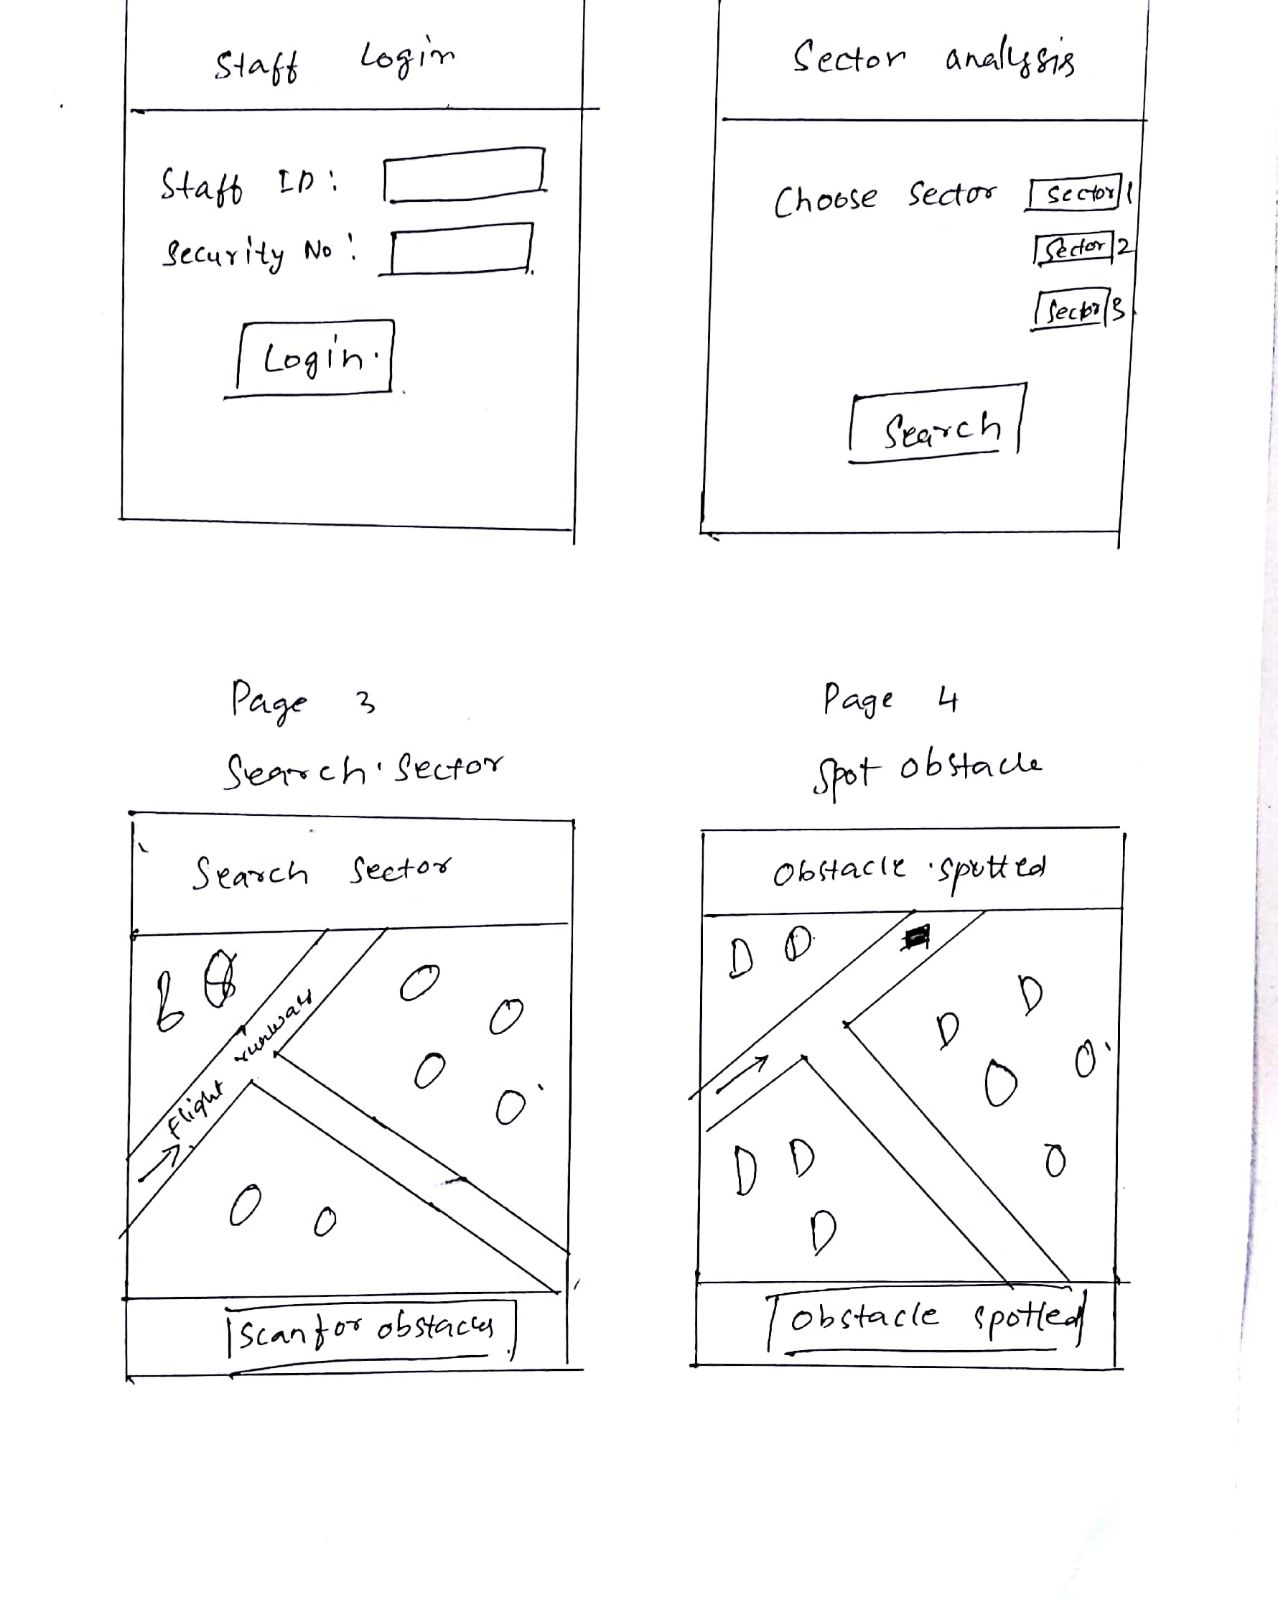 Staff Login
Staff ID:
Security No:
Login
Sector analysis
Choose Sector Sector 1
Sector 2
Sector 3
Search
Page 3
Search Sector
Search Sector
Flight runway
Scan for obstacles
Page 4
Spot obstacle
Obstacle spotted
Obstacle spotted